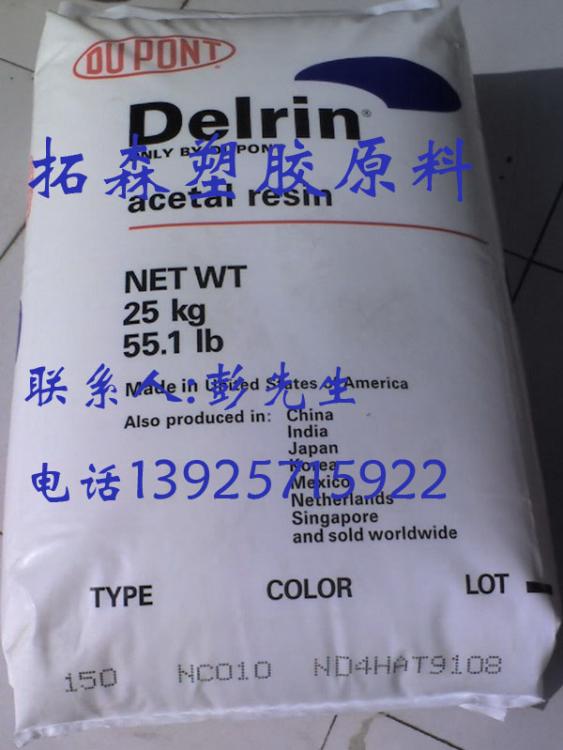 DU PONT
Delrin®
ONLY BY DUPONT
拓森塑胶原料
acetal resin
NET WT
25 kg
55.1 lb
联系人:彭先生
Made in United States of America
Also produced in: China
India
Japan
Korea
Mexico
Netherlands
Singapore
and sold worldwide
电话13925715922
TYPE COLOR LOT
150 NC010 ND4HAT9108